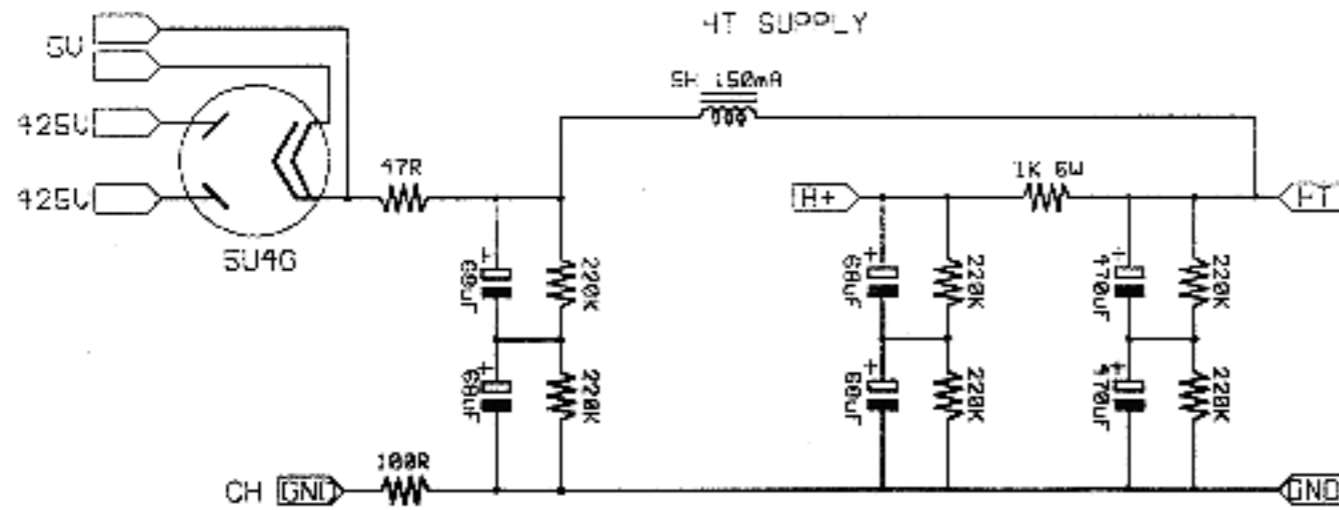 HT SUPPLY
5V
5H 150mA
425V
47R
1K 6W
425V
H+
HT
5U4G
68uF
220K
68uF
220K
470uF
220K
68uF
220K
68uF
220K
470uF
220K
100R
CH GND
GND